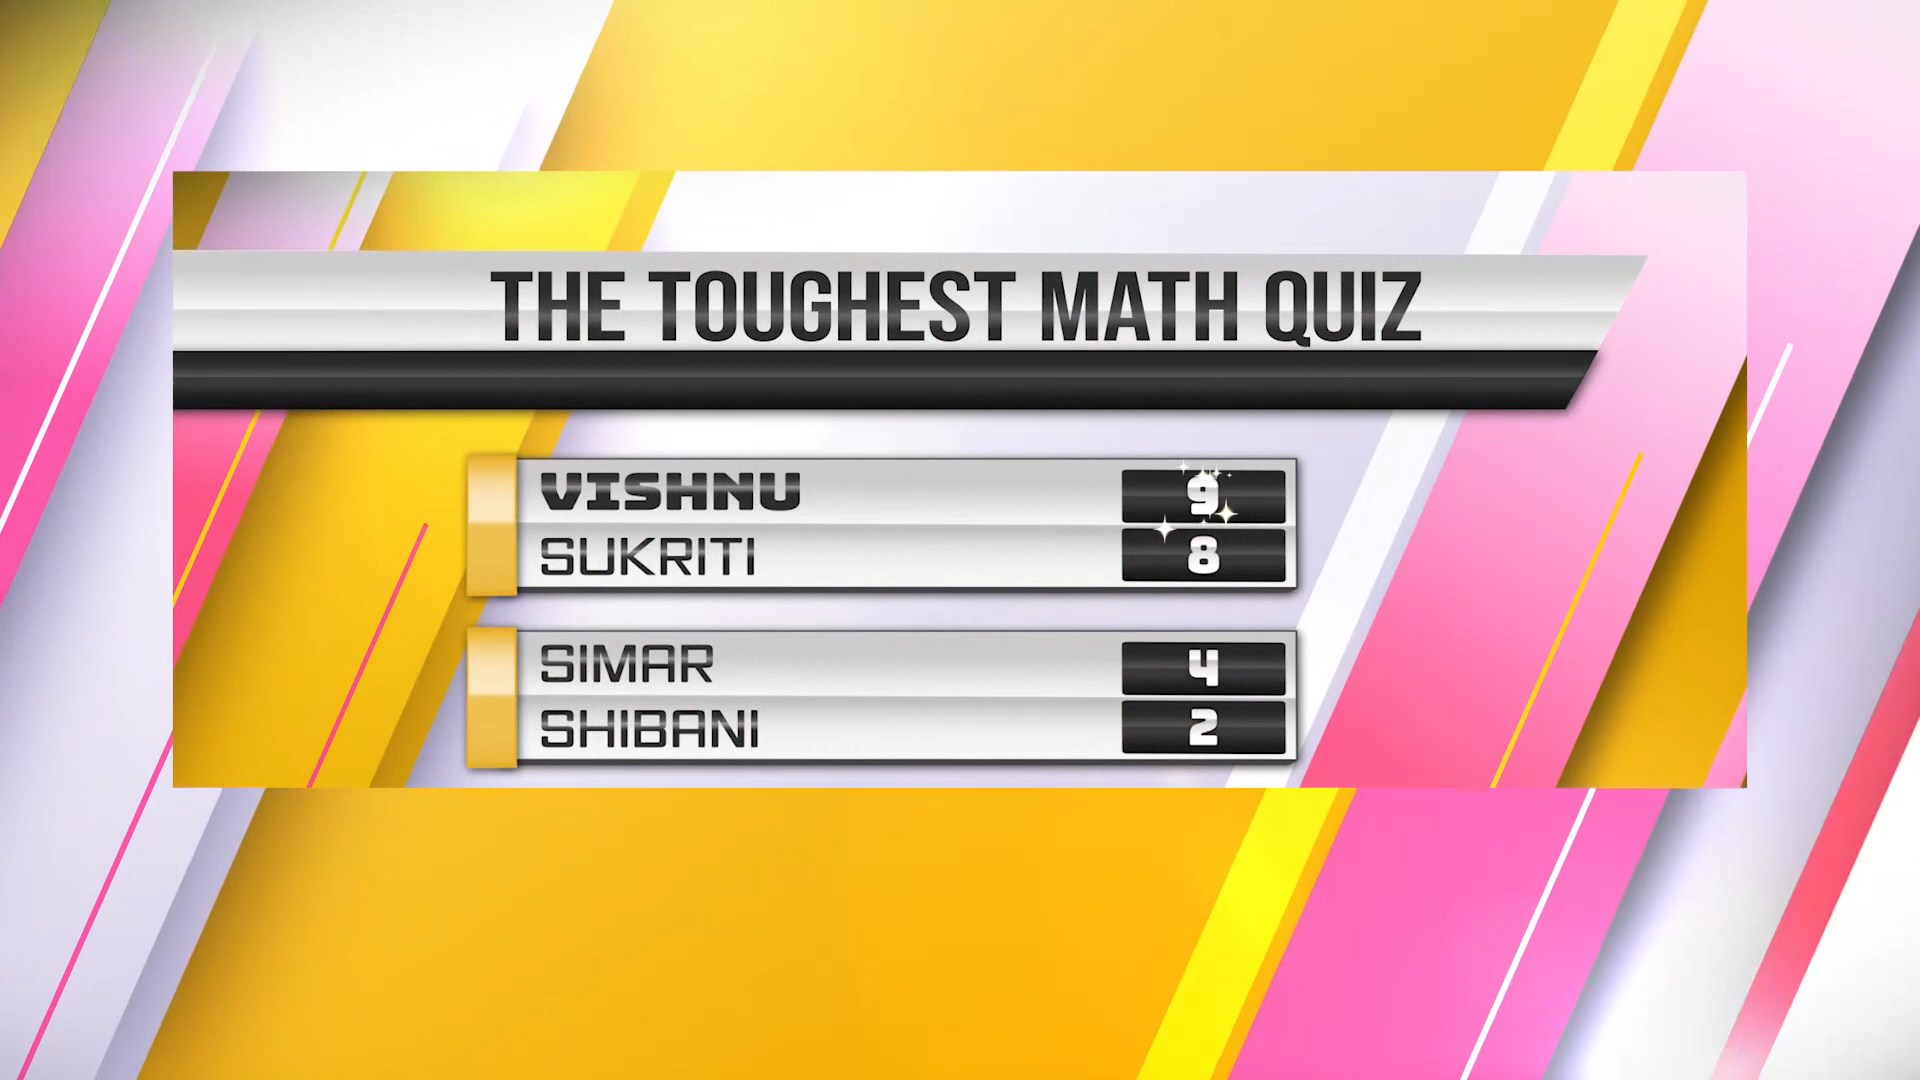 THE TOUGHEST MATH QUIZ
VISHNU 9
SUKRITI 8
SIMAR 4
SHIBANI 2